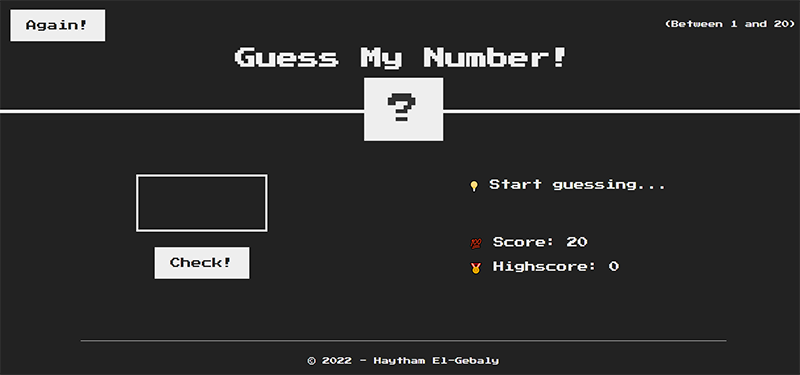 Again!
(Between 1 and 20)
Guess My Number!
?
Start guessing...
Score: 20
Highscore: 0
Check!
© 2022 - Haytham El-Gebaly